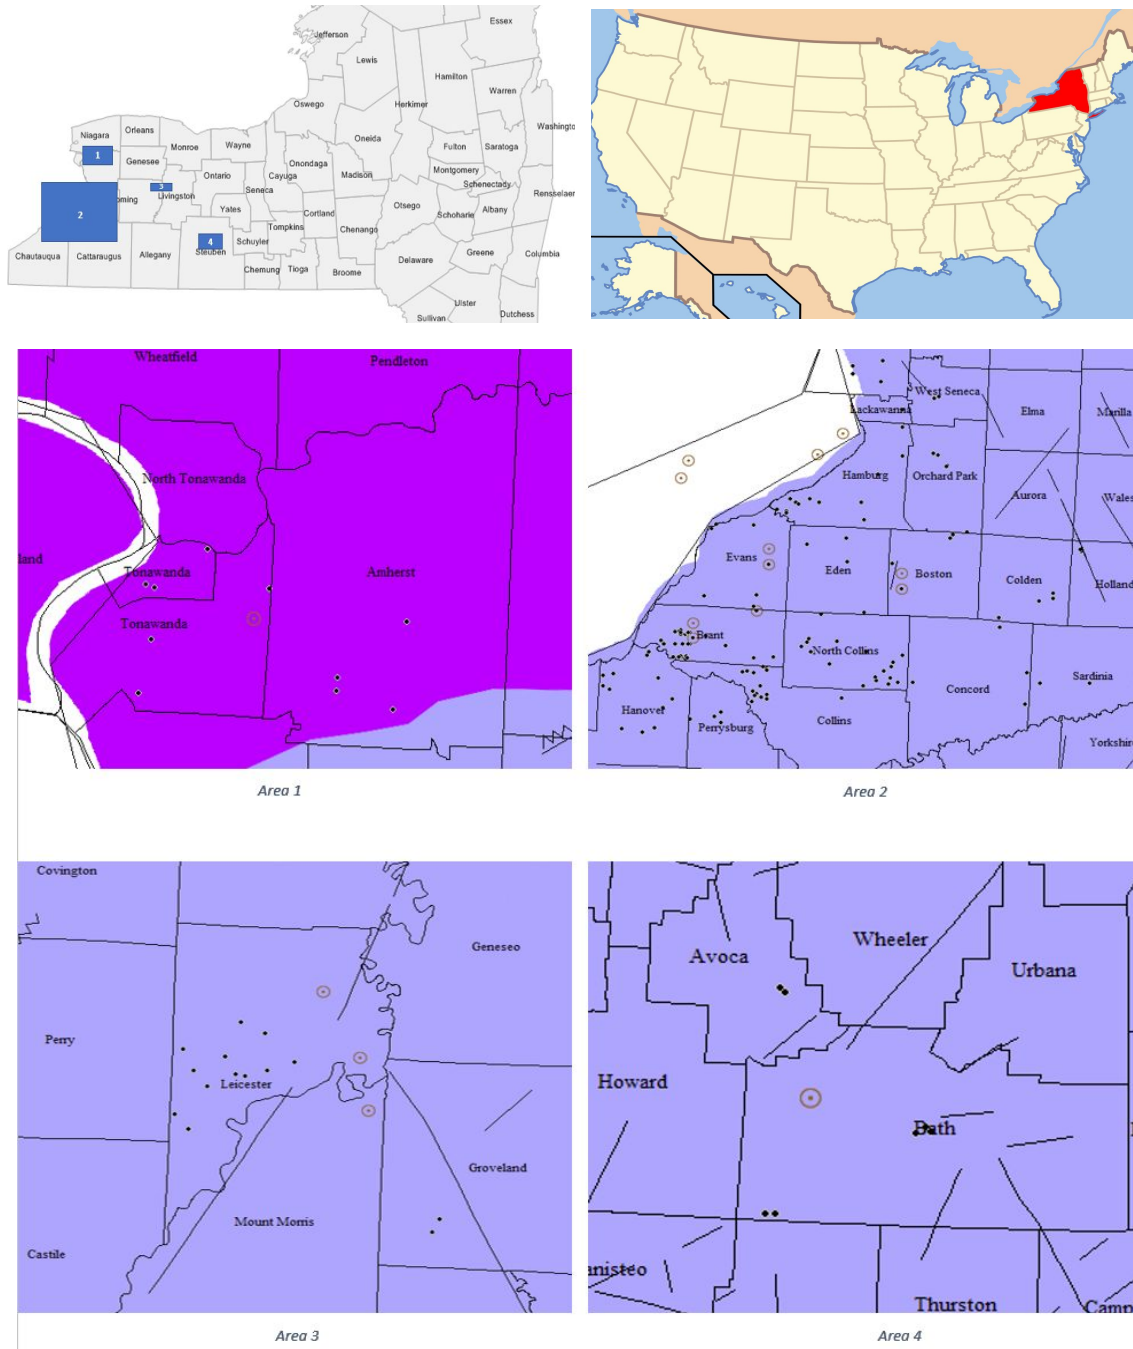 Essex
Jefferson
Lewis
Hamilton
Warren
Oswego
Herkimer
Washingto
Niagara
Orleans
Monroe
Wayne
Oneida
Fulton
Saratoga
1
Genesee
Onondaga
Madison
Montgomery
Ontario
Cayuga
Schenectady
3
Seneca
Rensselaer
oming
Livingston
Otsego
Albany
2
Yates
Cortland
Schoharie
Tompkins
Chenango
4
Schuyler
Steuben
Chautauqua
Cattaraugus
Allegany
Delaware
Greene
Columbia
Chemung
Tioga
Broome
Ulster
Sullivan
Dutchess
Wheatfield
Pendleton
North Tonawanda
land
Tonawanda
Amherst
Tonawanda
Area 1
West Seneca
Lackawanna
Elma
Marilla
Hamburg
Orchard Park
Aurora
Wales
Evans
Eden
Boston
Colden
Holland
Brant
North Collins
Sardinia
Concord
Hanover
Perrysburg
Collins
Yorkshir
Area 2
Covington
Geneseo
Perry
Leicester
Groveland
Mount Morris
Castile
Area 3
Avoca
Wheeler
Urbana
Howard
Bath
anisteo
Thurston
Camp
Area 4